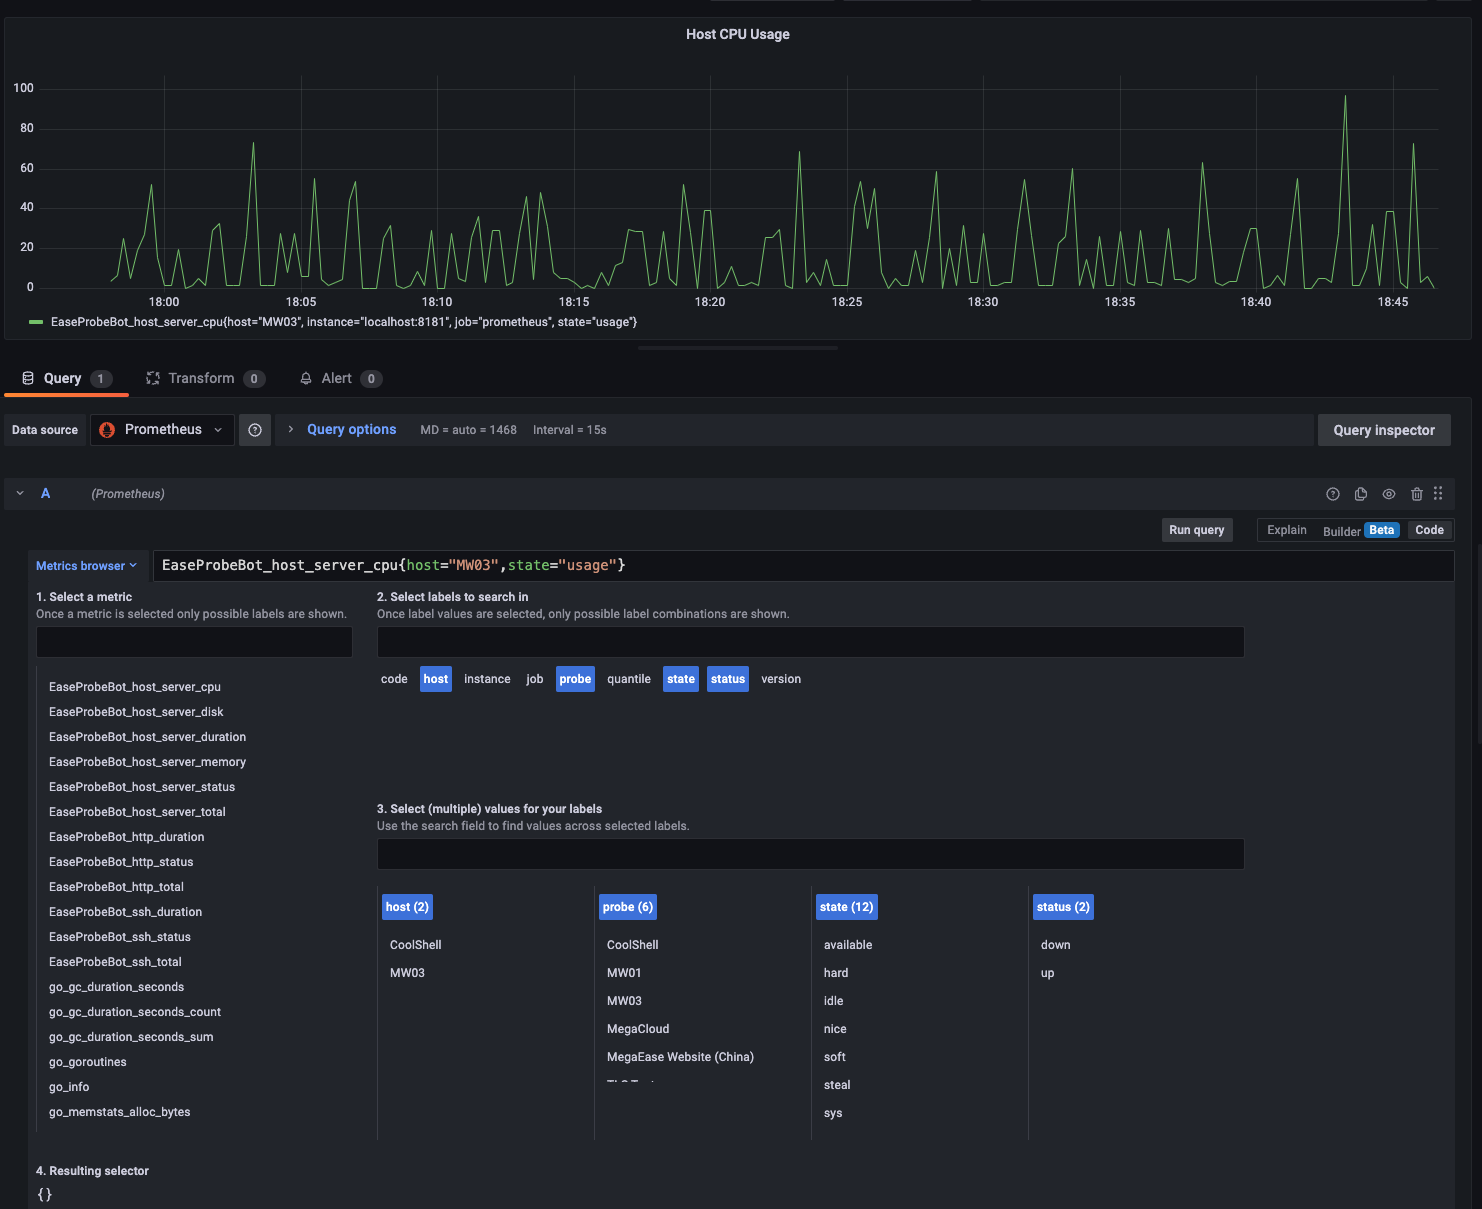 Host CPU Usage
100
80
60
40
20
0
18:00 18:05 18:10 18:15 18:20 18:25 18:30 18:35 18:40 18:45
EaseProbeBot_host_server_cpu{host="MW03", instance="localhost:8181", job="prometheus", state="usage"}
Query 1 Transform 0 Alert 0
Data source Prometheus Query options MD = auto = 1468 Interval = 15s Query inspector
A (Prometheus)
Run query Explain Builder Beta Code
Metrics browser EaseProbeBot_host_server_cpu{host="MW03",state="usage"}
1. Select a metric
Once a metric is selected only possible labels are shown.
EaseProbeBot_host_server_cpu
EaseProbeBot_host_server_disk
EaseProbeBot_host_server_duration
EaseProbeBot_host_server_memory
EaseProbeBot_host_server_status
EaseProbeBot_host_server_total
EaseProbeBot_http_duration
EaseProbeBot_http_status
EaseProbeBot_http_total
EaseProbeBot_ssh_duration
EaseProbeBot_ssh_status
EaseProbeBot_ssh_total
go_gc_duration_seconds
go_gc_duration_seconds_count
go_gc_duration_seconds_sum
go_goroutines
go_info
go_memstats_alloc_bytes
2. Select labels to search in
Once label values are selected, only possible label combinations are shown.
code host instance job probe quantile state status version
3. Select (multiple) values for your labels
Use the search field to find values across selected labels.
host (2)
CoolShell
MW03
probe (6)
CoolShell
MW01
MW03
MegaCloud
MegaEase Website (China)
state (12)
available
hard
idle
nice
soft
steal
sys
status (2)
down
up
4. Resulting selector
{}